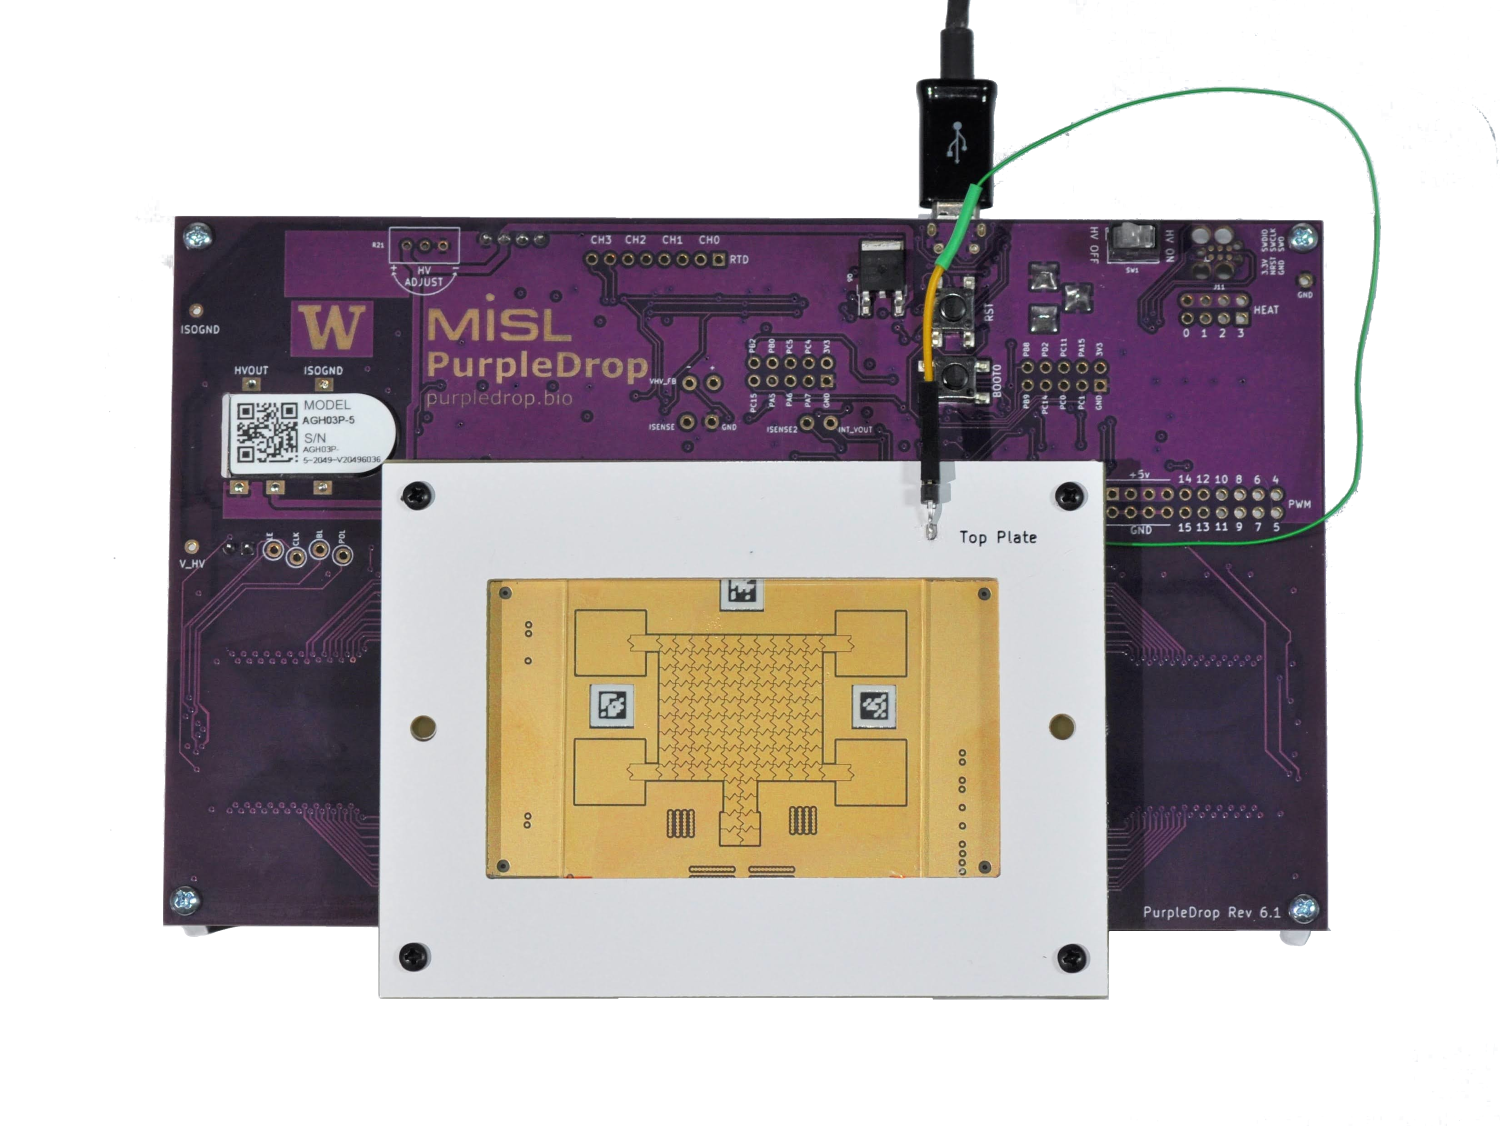 R21
HV
ADJUST
+
-
CH3 CH2 CH1 CH0
RTD
HV OFF
HV ON
SW1
3.3V SWDIO
NRST SWCLK
GND SWO
J11
HEAT
0 1 2 3
GND
ISOGND
W
MISL
PurpleDrop
purpledrop.bio
HVOUT
ISOGND
MODEL
AGH03P-5
S/N
AGH03P-
5-2049-V20496036
VHV_FB
- +
ISENSE
GND
PB2 PB0 PC5 PC4 3V3
PC15 PA5 PA6 PA7 GND
ISENSE2
INT_VOUT
RST
BOOT0
PB8 PD2 PC11 PA15 3V3
PB9 PC14 PC0 PC1 GND
+5v
14 12 10 8 6 4
PWM
GND
15 13 11 9 7 5
V_HV
CLK
BL
POL
Top Plate
PurpleDrop Rev 6.1